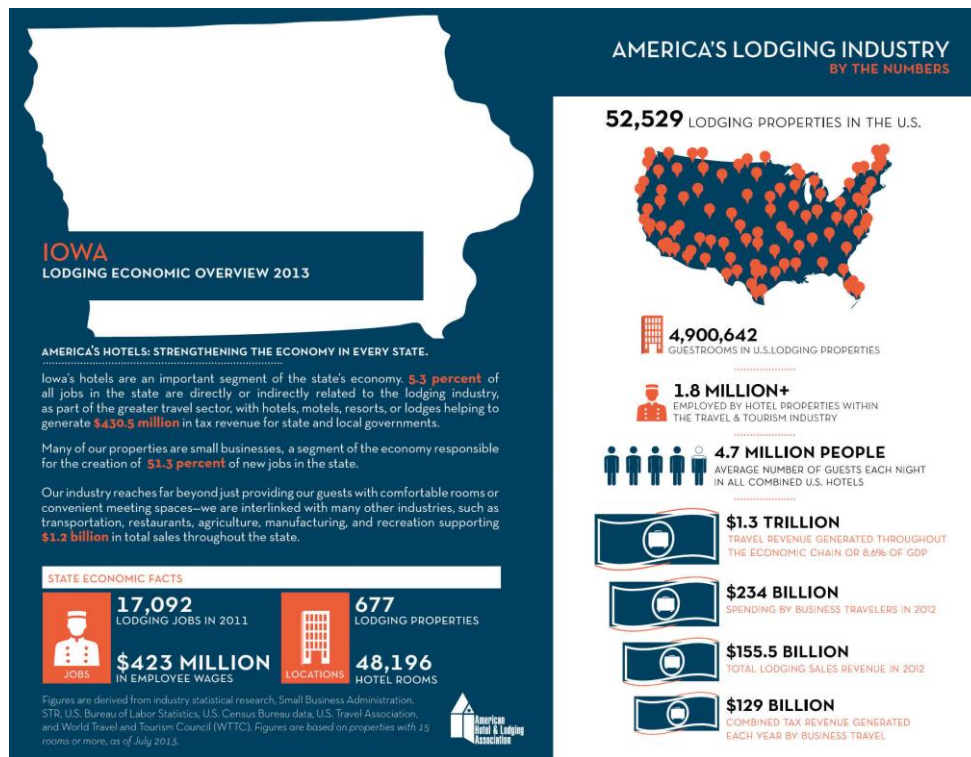 IOWA
LODGING ECONOMIC OVERVIEW 2013
AMERICA'S HOTELS: STRENGTHENING THE ECONOMY IN EVERY STATE.
Iowa's hotels are an important segment of the state's economy. 5.3 percent of
all jobs in the state are directly or indirectly related to the lodging industry,
as part of the greater travel sector, with hotels, motels, resorts, or lodges helping to
generate $430.5 million in tax revenue for state and local governments.
Many of our properties are small businesses, a segment of the economy responsible
for the creation of 51.3 percent of new jobs in the state.
Our industry reaches far beyond just providing our guests with comfortable rooms or
convenient meeting spaces—we are interlinked with many other industries, such as
transportation, restaurants, agriculture, manufacturing, and recreation supporting
$1.2 billion in total sales throughout the state.
STATE ECONOMIC FACTS
JOBS
17,092
LODGING JOBS IN 2011
$423 MILLION
IN EMPLOYEE WAGES
LOCATIONS
677
LODGING PROPERTIES
48,196
HOTEL ROOMS
Figures are derived from industry statistical research, Small Business Administration,
STR, U.S. Bureau of Labor Statistics, U.S. Census Bureau data, U.S. Travel Association,
and World Travel and Tourism Council (WTTC). Figures are based on properties with 15
rooms or more, as of July 2013.
American
Hotel & Lodging
Association
AMERICA'S LODGING INDUSTRY
BY THE NUMBERS
52,529 LODGING PROPERTIES IN THE U.S.
4,900,642
GUESTROOMS IN U.S.LODGING PROPERTIES
1.8 MILLION+
EMPLOYED BY HOTEL PROPERTIES WITHIN
THE TRAVEL & TOURISM INDUSTRY
4.7 MILLION PEOPLE
AVERAGE NUMBER OF GUESTS EACH NIGHT
IN ALL COMBINED U.S. HOTELS
$1.3 TRILLION
TRAVEL REVENUE GENERATED THROUGHOUT
THE ECONOMIC CHAIN OR 8.6% OF GDP
$234 BILLION
SPENDING BY BUSINESS TRAVELERS IN 2012
$155.5 BILLION
TOTAL LODGING SALES REVENUE IN 2012
$129 BILLION
COMBINED TAX REVENUE GENERATED
EACH YEAR BY BUSINESS TRAVEL